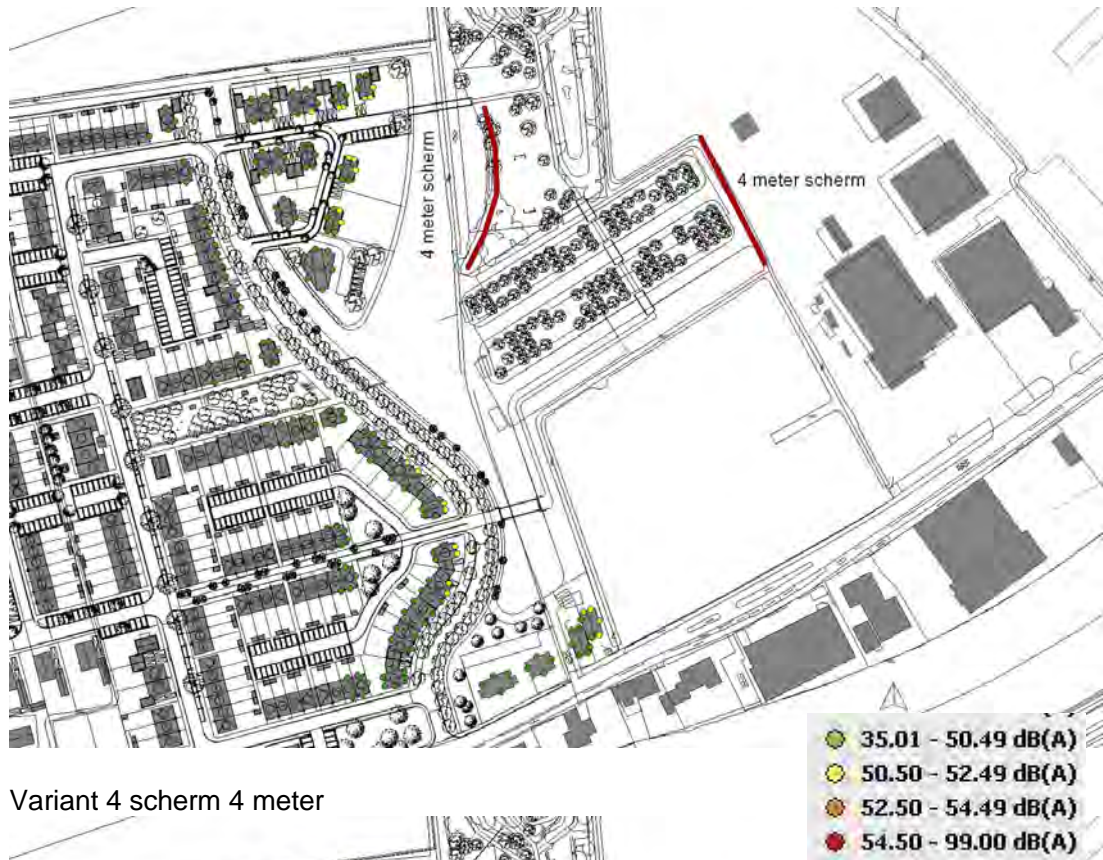 4 meter scherm
4 meter scherm
35.01 - 50.49 dB(A)
50.50 - 52.49 dB(A)
52.50 - 54.49 dB(A)
54.50 - 99.00 dB(A)
Variant 4 scherm 4 meter